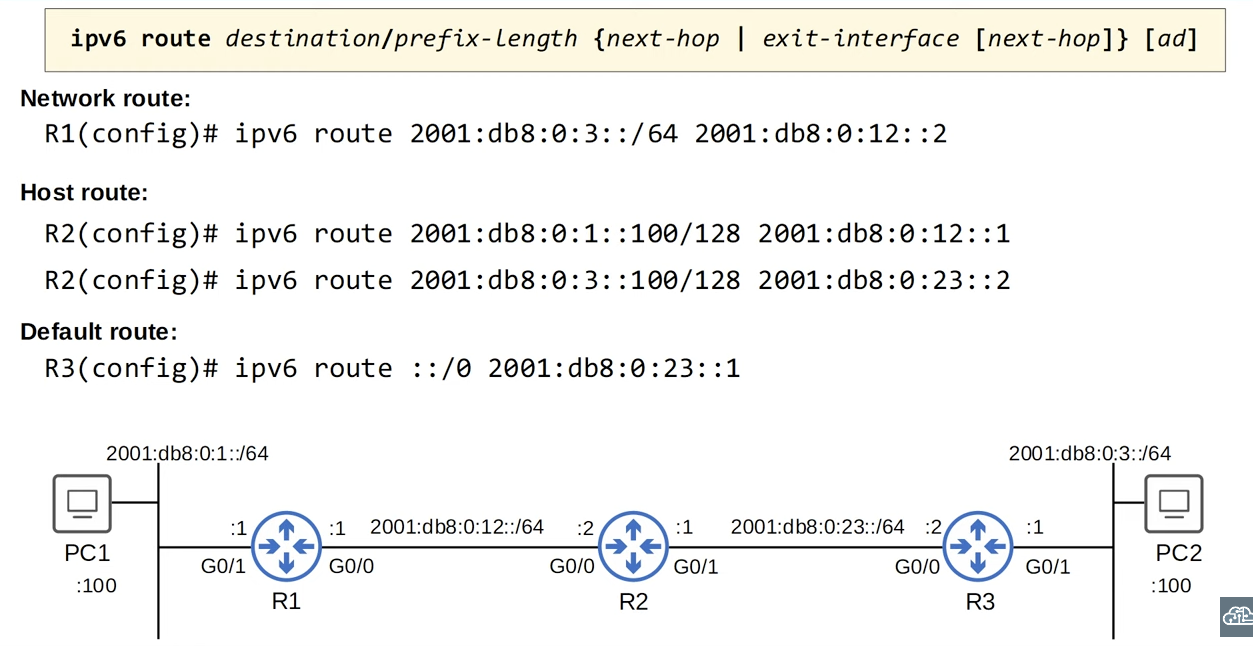 ipv6 route destination/prefix-length {next-hop | exit-interface [next-hop]} [ad]
Network route:
R1(config)# ipv6 route 2001:db8:0:3::/64 2001:db8:0:12::2
Host route:
R2(config)# ipv6 route 2001:db8:0:1::100/128 2001:db8:0:12::1
R2(config)# ipv6 route 2001:db8:0:3::100/128 2001:db8:0:23::2
Default route:
R3(config)# ipv6 route ::/0 2001:db8:0:23::1
2001:db8:0:1::/64
2001:db8:0:3::/64
:1
:1
2001:db8:0:12::/64
:2
:1
2001:db8:0:23::/64
:2
:1
PC1
G0/1
G0/0
G0/0
G0/1
G0/0
G0/1
PC2
:100
R1
R2
R3
:100